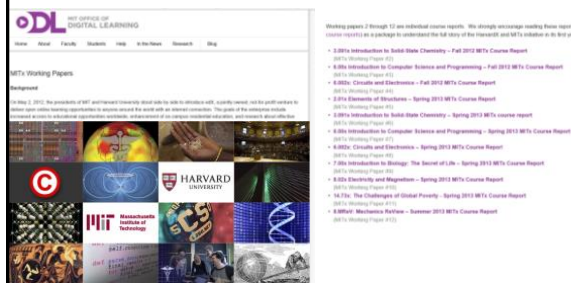 ODL MIT OFFICE OF
DIGITAL LEARNING
Home About Faculty Students Help In the News Research Blog
MITx Working Papers
Background
HARVARD
UNIVERSITY
Massachusetts
Institute of
Technology
Working papers 2 through 12 are individual course reports. We strongly encourage reading these
course reports) as a package to understand the full story of the HarvardX and MITx initiative in its first
3.091x Introduction to Solid-State Chemistry – Fall 2012 MITx Course Report
(MITx Working Paper #2)
6.00x Introduction to Computer Science and Programming – Fall 2012 MITx Course Report
(MITx Working Paper #3)
6.002x: Circuits and Electronics – Fall 2012 MITx Course Report
(MITx Working Paper #4)
2.01x Elements of Structures – Spring 2013 MITx Course Report
(MITx Working Paper #5)
3.091x Introduction to Solid-State Chemistry – Spring 2013 MITx Course Report
(MITx Working Paper #6)
6.00x Introduction to Computer Science and Programming – Spring 2013 MITx Course Report
(MITx Working Paper #7)
6.002x: Circuits and Electronics – Spring 2013 MITx Course Report
(MITx Working Paper #8)
7.00x Introduction to Biology: The Secret of Life – Spring 2013 MITx Course Report
(MITx Working Paper #9)
8.02x Electricity and Magnetism – Spring 2013 MITx Course Report
(MITx Working Paper #10)
14.73x: The Challenges of Global Poverty - Spring 2013 MITx Course Report
(MITx Working Paper #11)
8.MReV: Mechanics ReView – Summer 2013 MITx Course Report
(MITx Working Paper #12)